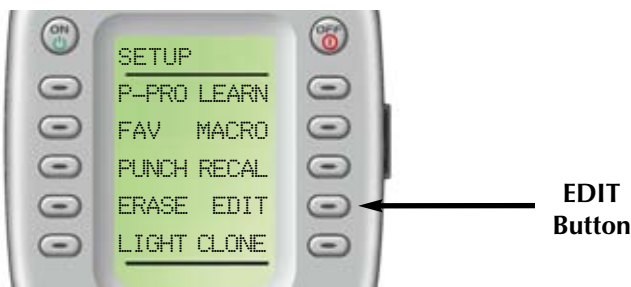 ON OFF
SETUP
P-PRO LEARN
FAV MACRO
PUNCH RECAL
ERASE EDIT
LIGHT CLONE
EDIT
Button